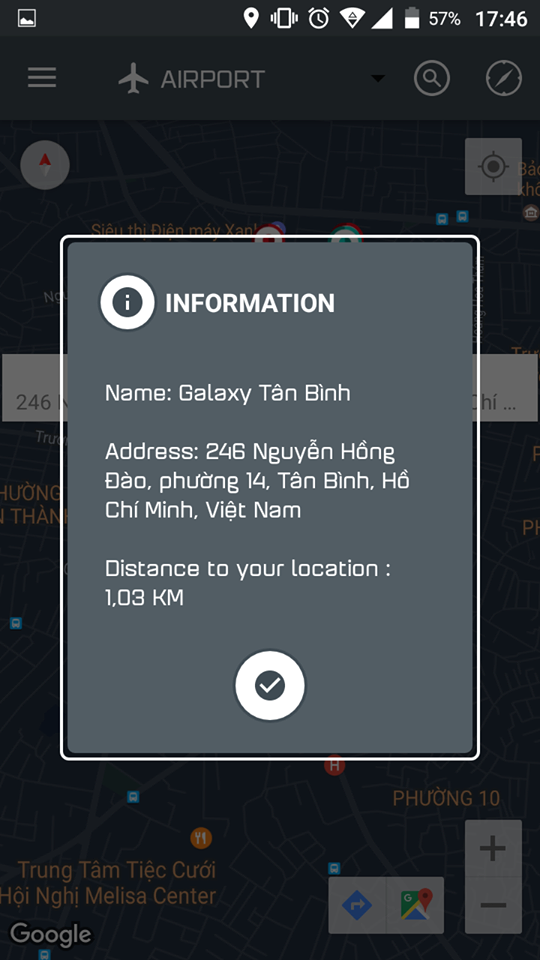 57% 17:46
AIRPORT
Siêu thị Điện máy Xanh
INFORMATION
Name: Galaxy Tân Bình
246
Chí ...
Address: 246 Nguyễn Hồng
Đào, phường 14, Tân Bình, Hồ
Chí Minh, Việt Nam
Distance to your location :
1,03 KM
H
PHƯỜNG 10
Trung Tâm Tiệc Cưới
Hội Nghị Melisa Center
Google